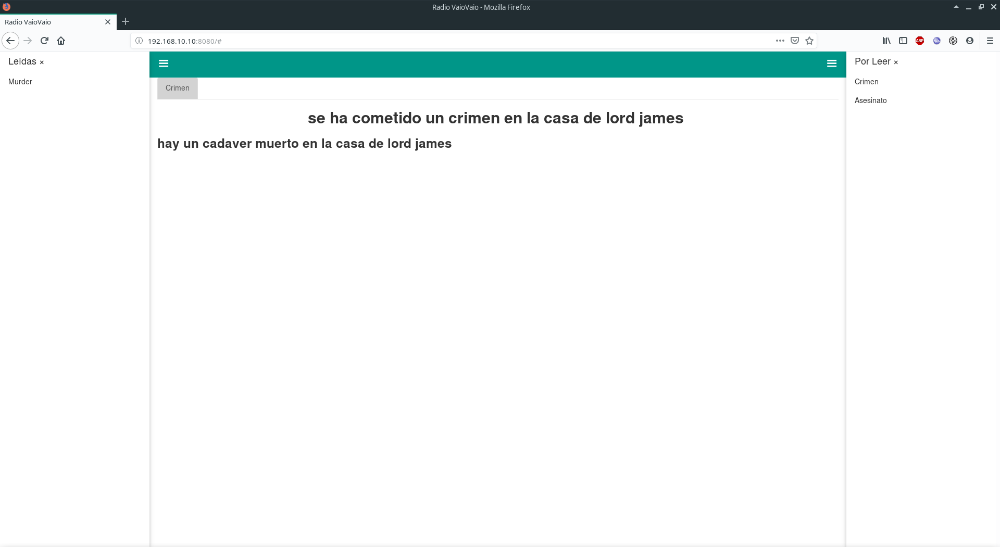 Radio VaioVaio - Mozilla Firefox
Radio VaioVaio
192.168.10.10:8080/#
ABP
Leídas ×
Murder
Crimen
se ha cometido un crimen en la casa de lord james
hay un cadaver muerto en la casa de lord james
Por Leer ×
Crimen
Asesinato